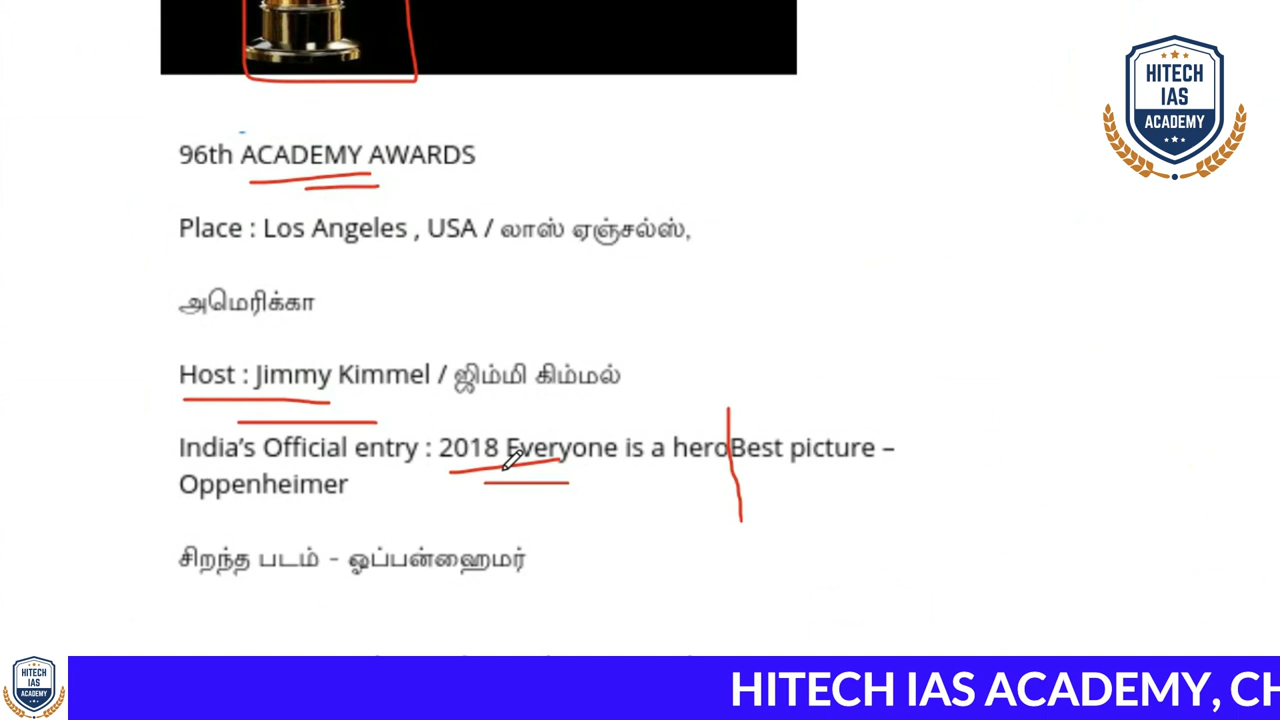 HITECH
IAS
ACADEMY
96th ACADEMY AWARDS
Place : Los Angeles , USA / லாஸ் ஏஞ்சல்ஸ்,
அமெரிக்கா
Host : Jimmy Kimmel / ஜிம்மி கிம்மல்
India’s Official entry : 2018 Everyone is a heroBest picture –
Oppenheimer
சிறந்த படம் - ஓப்பன்ஹைமர்
HITECH
IAS
ACADEMY
HITECH IAS ACADEMY, CH